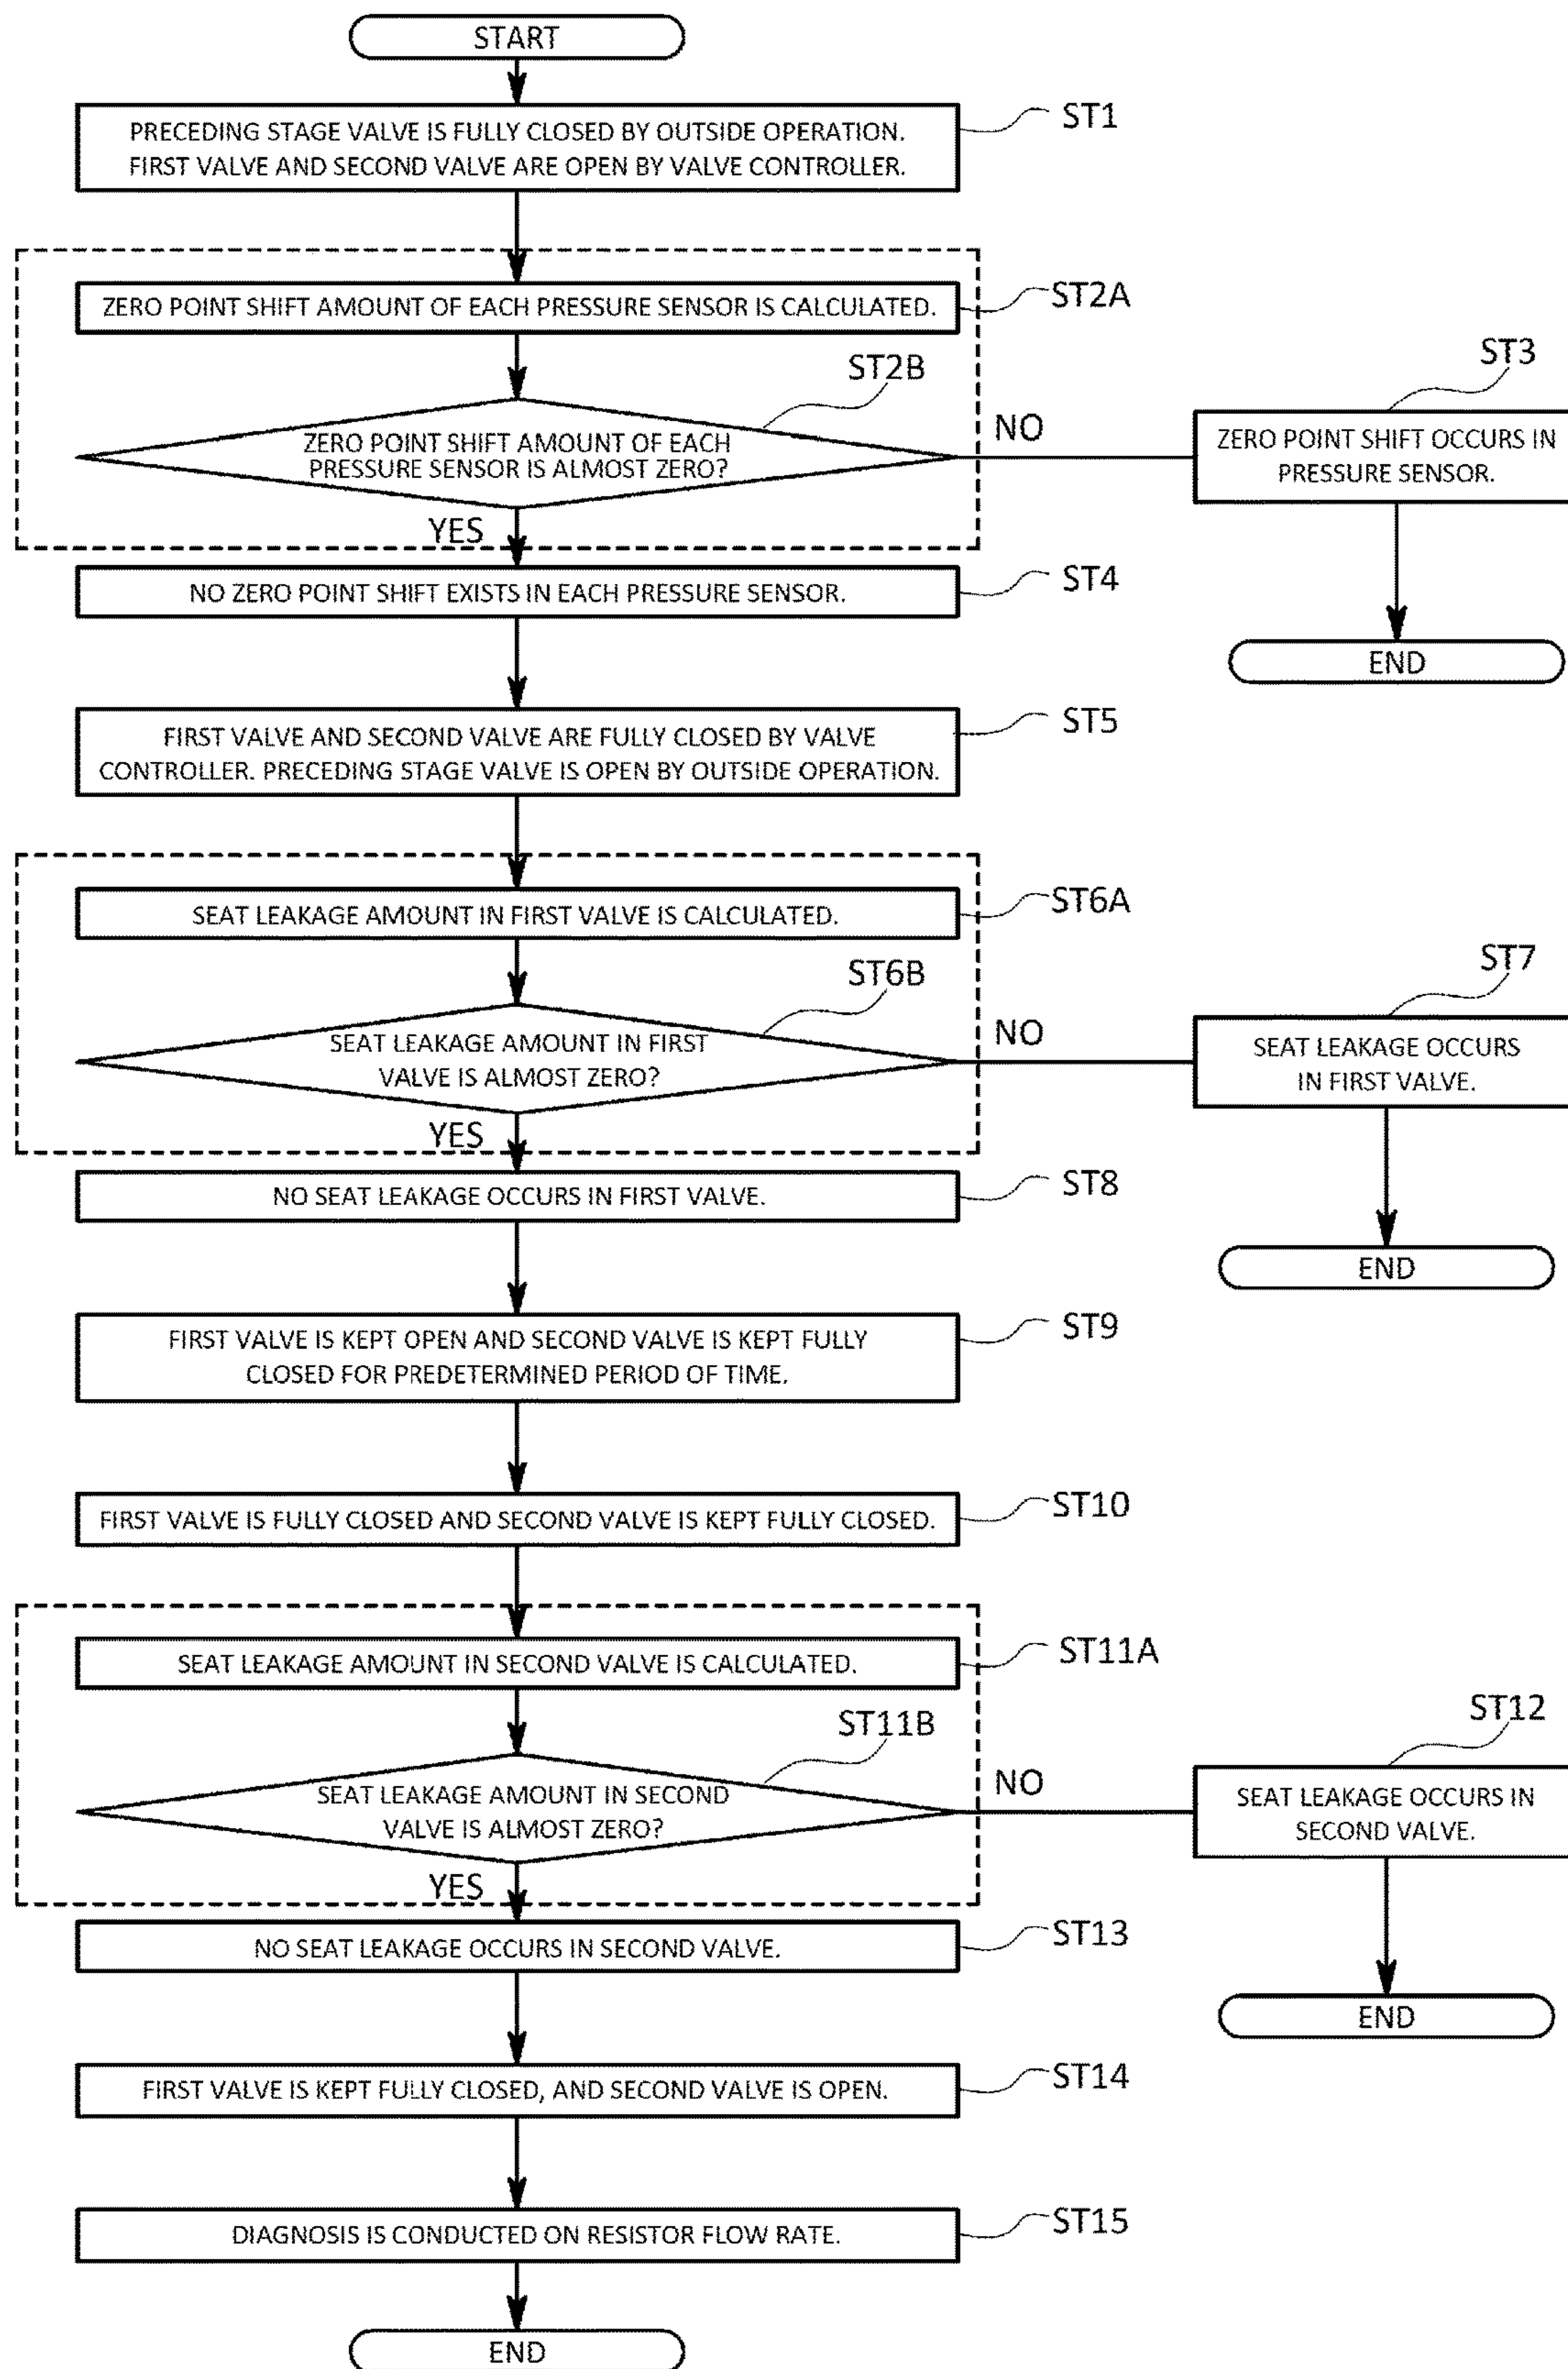 START
PRECEDING STAGE VALVE IS FULLY CLOSED BY OUTSIDE OPERATION.
FIRST VALVE AND SECOND VALVE ARE OPEN BY VALVE CONTROLLER.
ST1
ZERO POINT SHIFT AMOUNT OF EACH PRESSURE SENSOR IS CALCULATED.
ST2A
ST2B
ZERO POINT SHIFT AMOUNT OF EACH
PRESSURE SENSOR IS ALMOST ZERO?
NO
ST3
ZERO POINT SHIFT OCCURS IN
PRESSURE SENSOR.
END
YES
NO ZERO POINT SHIFT EXISTS IN EACH PRESSURE SENSOR.
ST4
FIRST VALVE AND SECOND VALVE ARE FULLY CLOSED BY VALVE
CONTROLLER. PRECEDING STAGE VALVE IS OPEN BY OUTSIDE OPERATION.
ST5
SEAT LEAKAGE AMOUNT IN FIRST VALVE IS CALCULATED.
ST6A
ST6B
SEAT LEAKAGE AMOUNT IN FIRST
VALVE IS ALMOST ZERO?
NO
ST7
SEAT LEAKAGE OCCURS
IN FIRST VALVE.
END
YES
NO SEAT LEAKAGE OCCURS IN FIRST VALVE.
ST8
FIRST VALVE IS KEPT OPEN AND SECOND VALVE IS KEPT FULLY
CLOSED FOR PREDETERMINED PERIOD OF TIME.
ST9
FIRST VALVE IS FULLY CLOSED AND SECOND VALVE IS KEPT FULLY CLOSED.
ST10
SEAT LEAKAGE AMOUNT IN SECOND VALVE IS CALCULATED.
ST11A
ST11B
SEAT LEAKAGE AMOUNT IN SECOND
VALVE IS ALMOST ZERO?
NO
ST12
SEAT LEAKAGE OCCURS IN
SECOND VALVE.
END
YES
NO SEAT LEAKAGE OCCURS IN SECOND VALVE.
ST13
FIRST VALVE IS KEPT FULLY CLOSED, AND SECOND VALVE IS OPEN.
ST14
DIAGNOSIS IS CONDUCTED ON RESISTOR FLOW RATE.
ST15
END